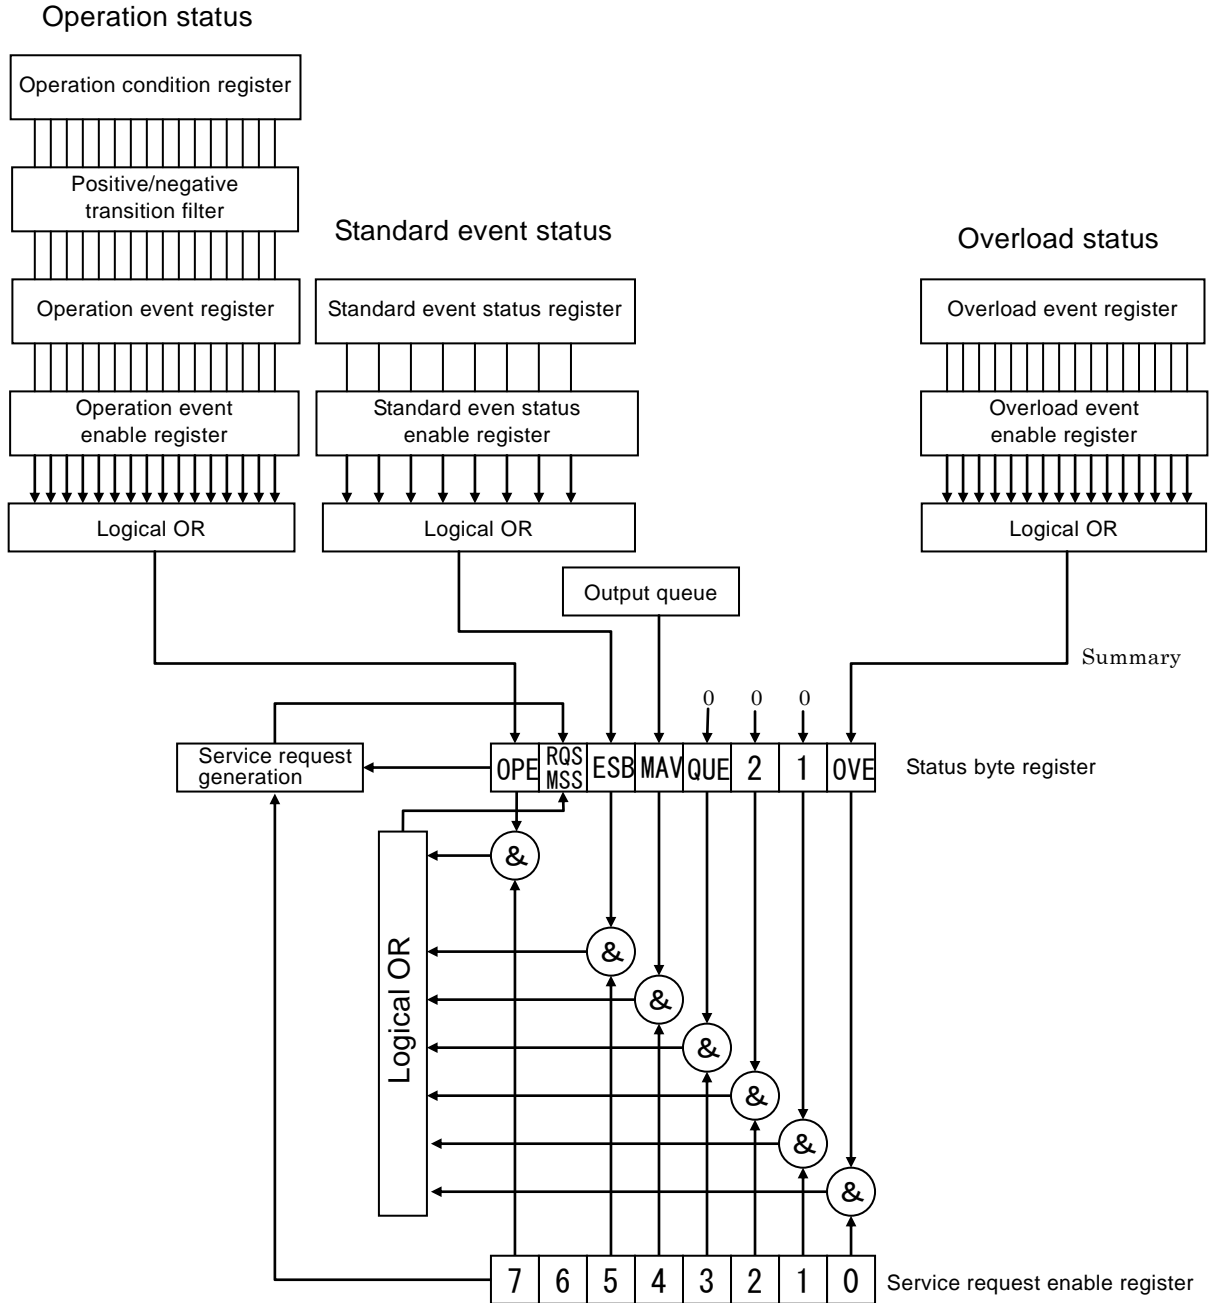 Operation status
Operation condition register
Positive/negative
transition filter
Standard event status
Overload status
Operation event register
Standard event status register
Overload event register
Operation event
enable register
Standard even status
enable register
Overload event
enable register
Logical OR
Logical OR
Logical OR
Output queue
Summary
0 0 0
Service request
generation
OPE RQS MSS ESB MAV QUE 2 1 OVE
Status byte register
&
&
&
&
&
&
&
Logical OR
7 6 5 4 3 2 1 0
Service request enable register